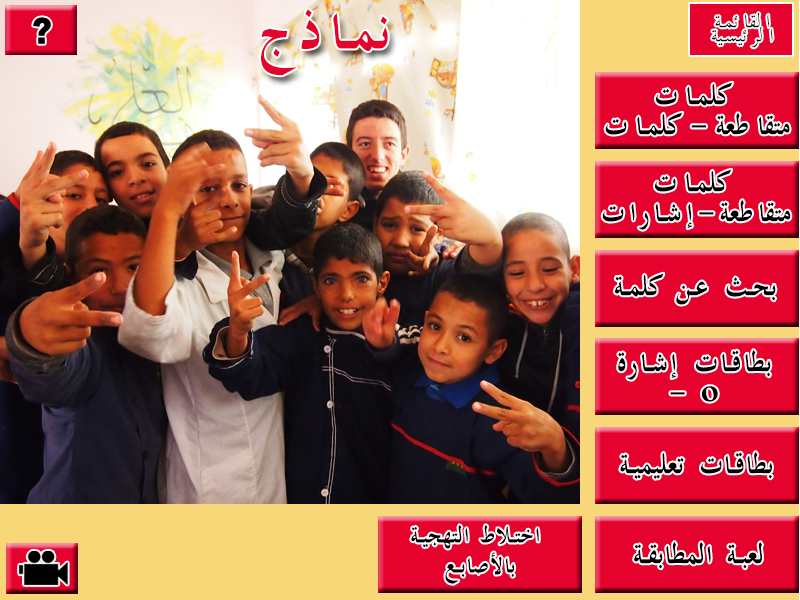 ?
نماذج
القائمة
الرئيسية
كلمات
متقاطعة - كلمات
كلمات
متقاطعة - إشارات
بحث عن كلمة
بطاقات إشارة
- O
بطاقات تعليمية
لعبة المطابقة
اختلاط التهجية
بالأصابع